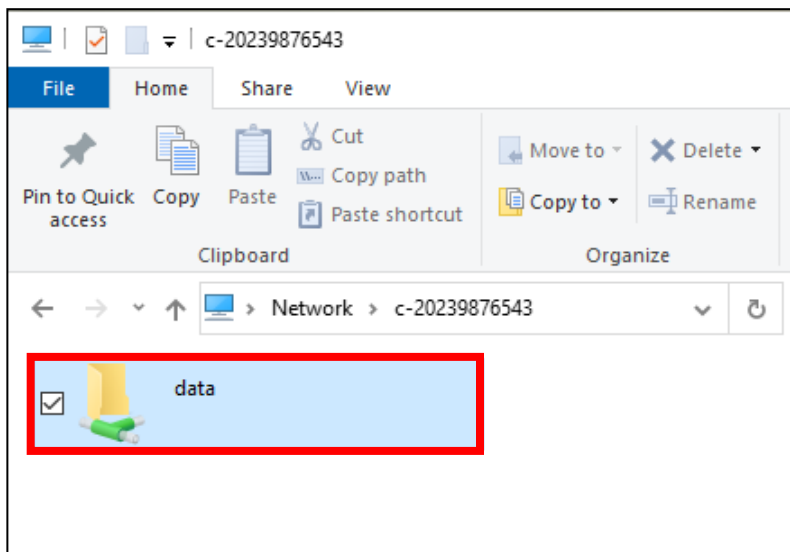 c-20239876543
File Home Share View
Pin to Quick access
Copy
Paste
Cut
Copy path
Paste shortcut
Clipboard
Move to
Copy to
Delete
Rename
Organize
Network > c-20239876543
data